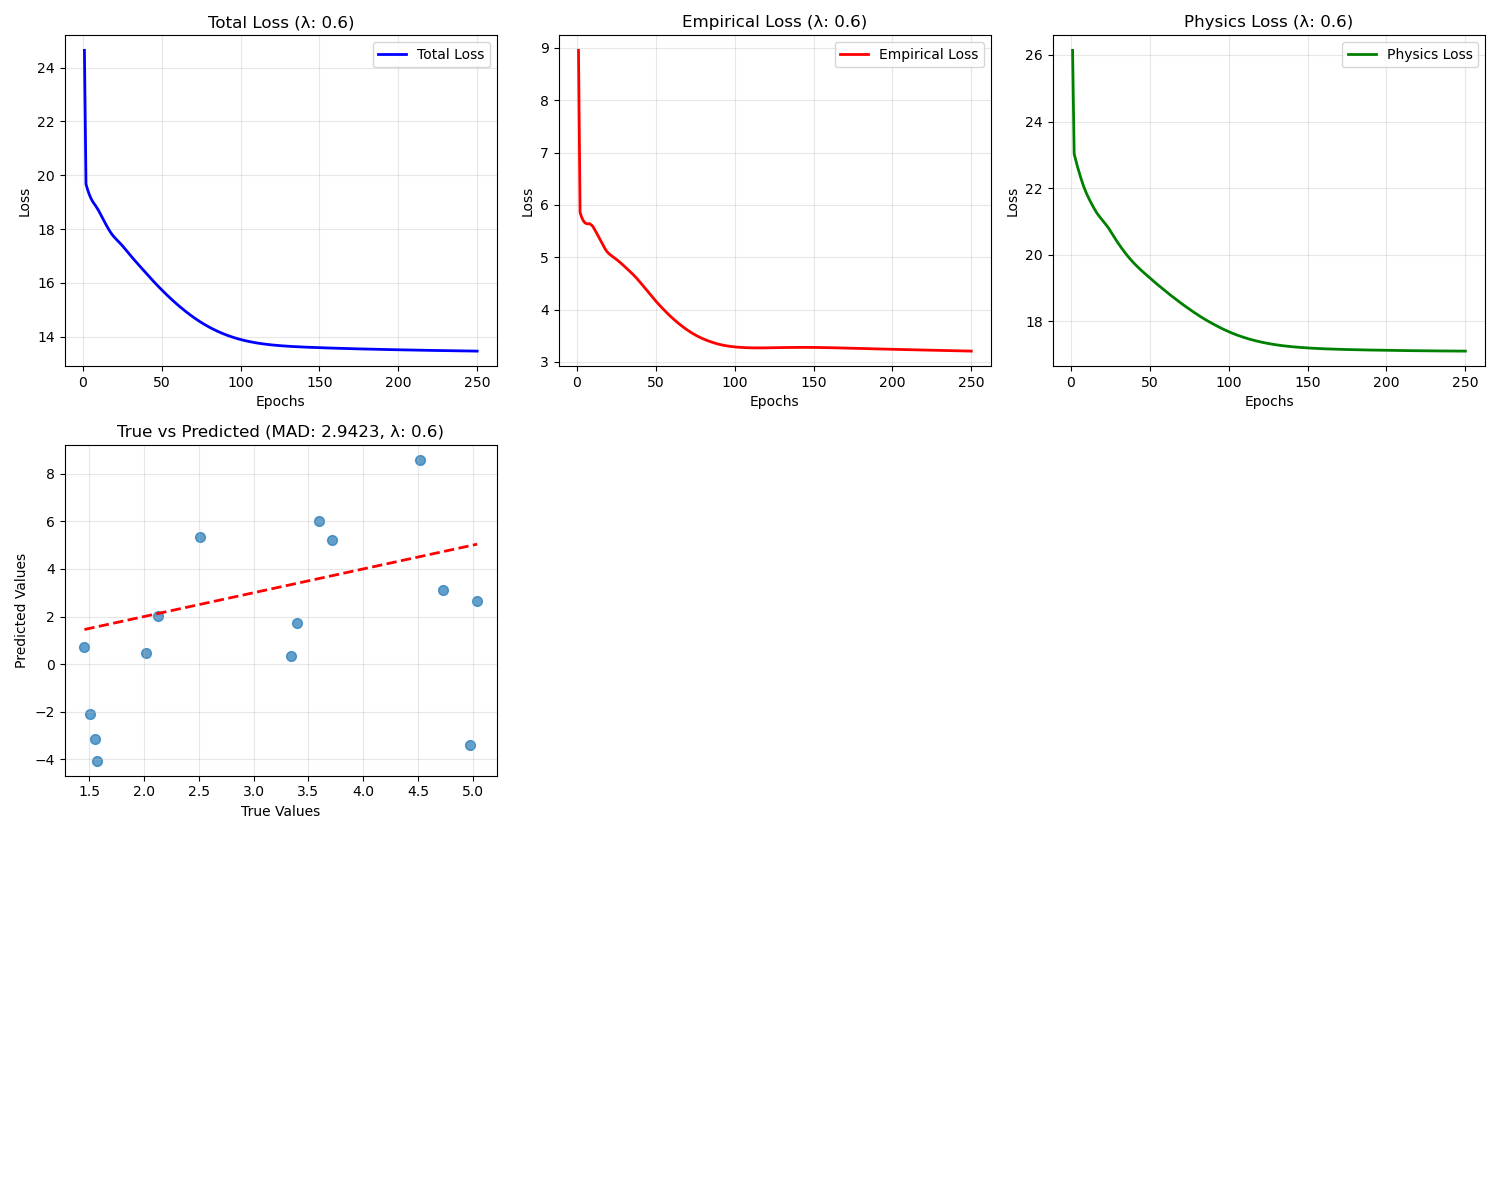 Total Loss (λ: 0.6)
Total Loss
24
22
20
18
16
14
Loss
0 50 100 150 200 250
Epochs
Empirical Loss (λ: 0.6)
Empirical Loss
9
8
7
6
5
4
3
Loss
0 50 100 150 200 250
Epochs
Physics Loss (λ: 0.6)
Physics Loss
26
24
22
20
18
Loss
0 50 100 150 200 250
Epochs
True vs Predicted (MAD: 2.9423, λ: 0.6)
8
6
4
2
0
−2
−4
Predicted Values
1.5 2.0 2.5 3.0 3.5 4.0 4.5 5.0
True Values